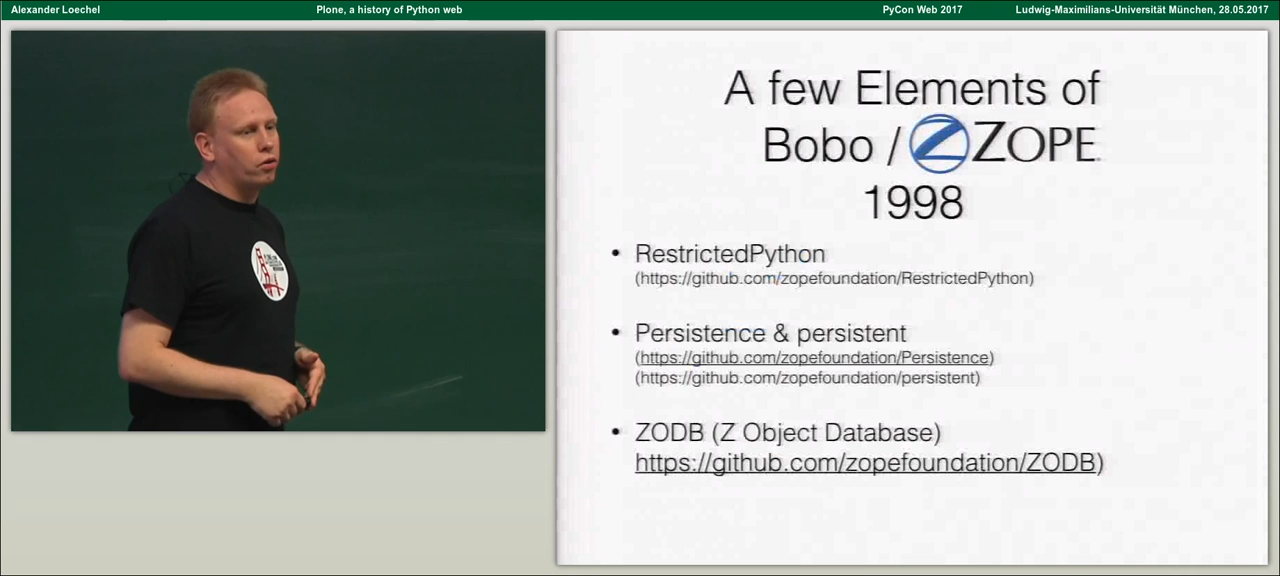 Alexander Loechel
Plone, a history of Python web
PyCon Web 2017
Ludwig-Maximilians-Universität München, 28.05.2017
A few Elements of
Bobo / ZOPE
1998
• RestrictedPython
(https://github.com/zopefoundation/RestrictedPython)
• Persistence & persistent
(https://github.com/zopefoundation/Persistence)
(https://github.com/zopefoundation/persistent)
• ZODB (Z Object Database)
https://github.com/zopefoundation/ZODB)